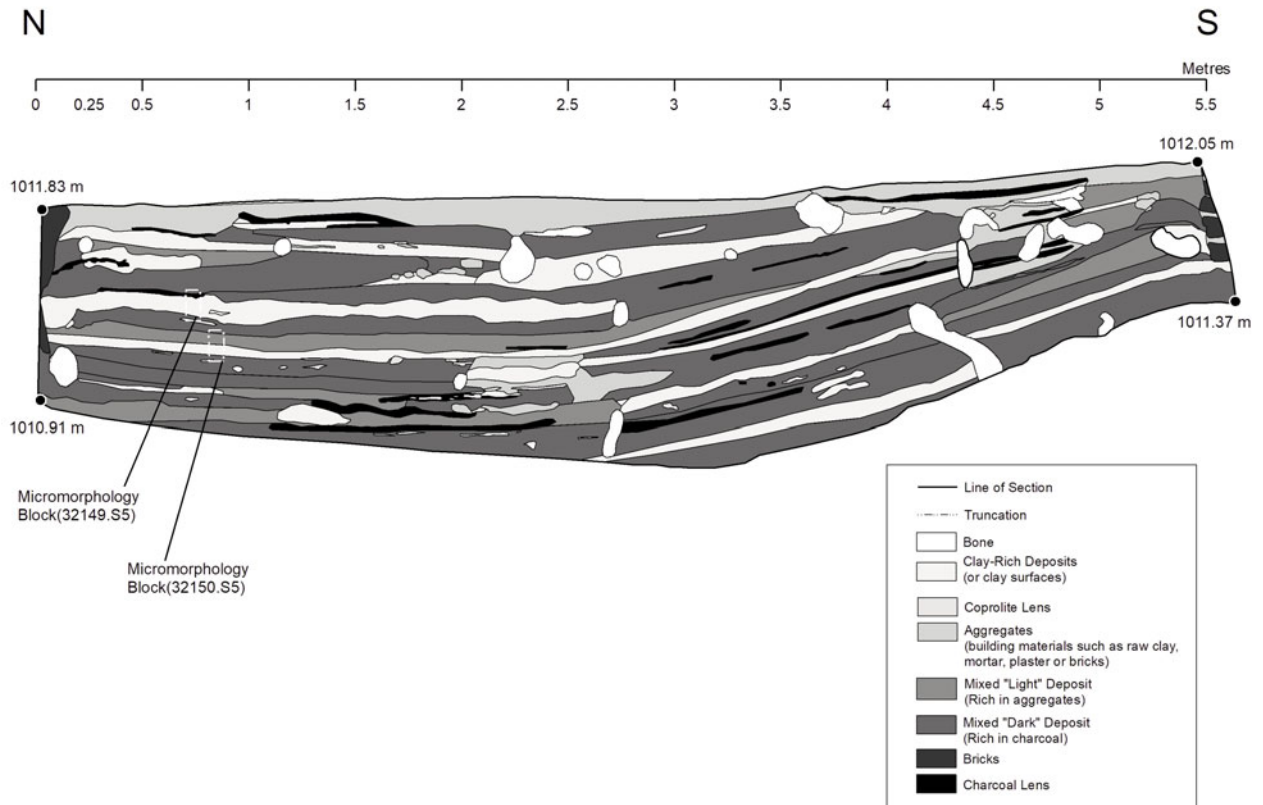 N
S
Metres
0 0.25 0.5 1 1.5 2 2.5 3 3.5 4 4.5 5 5.5
1012.05 m
1011.83 m
1011.37 m
1010.91 m
Micromorphology
Block(32149.S5)
Micromorphology
Block(32150.S5)
Line of Section
Truncation
Bone
Clay-Rich Deposits
(or clay surfaces)
Coprolite Lens
Aggregates
(building materials such as raw clay,
mortar, plaster or bricks)
Mixed "Light" Deposit
(Rich in aggregates)
Mixed "Dark" Deposit
(Rich in charcoal)
Bricks
Charcoal Lens